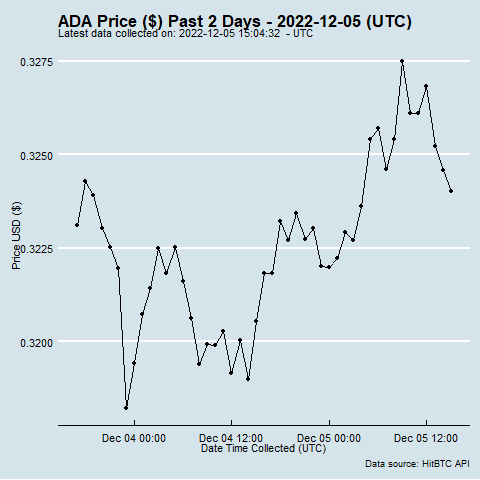 ADA Price ($) Past 2 Days - 2022-12-05 (UTC)
Latest data collected on: 2022-12-05 15:04:32 - UTC
0.3275
0.3250
0.3225
0.3200
Price USD ($)
Dec 04 00:00 Dec 04 12:00 Dec 05 00:00 Dec 05 12:00
Date Time Collected (UTC)
Data source: HitBTC API